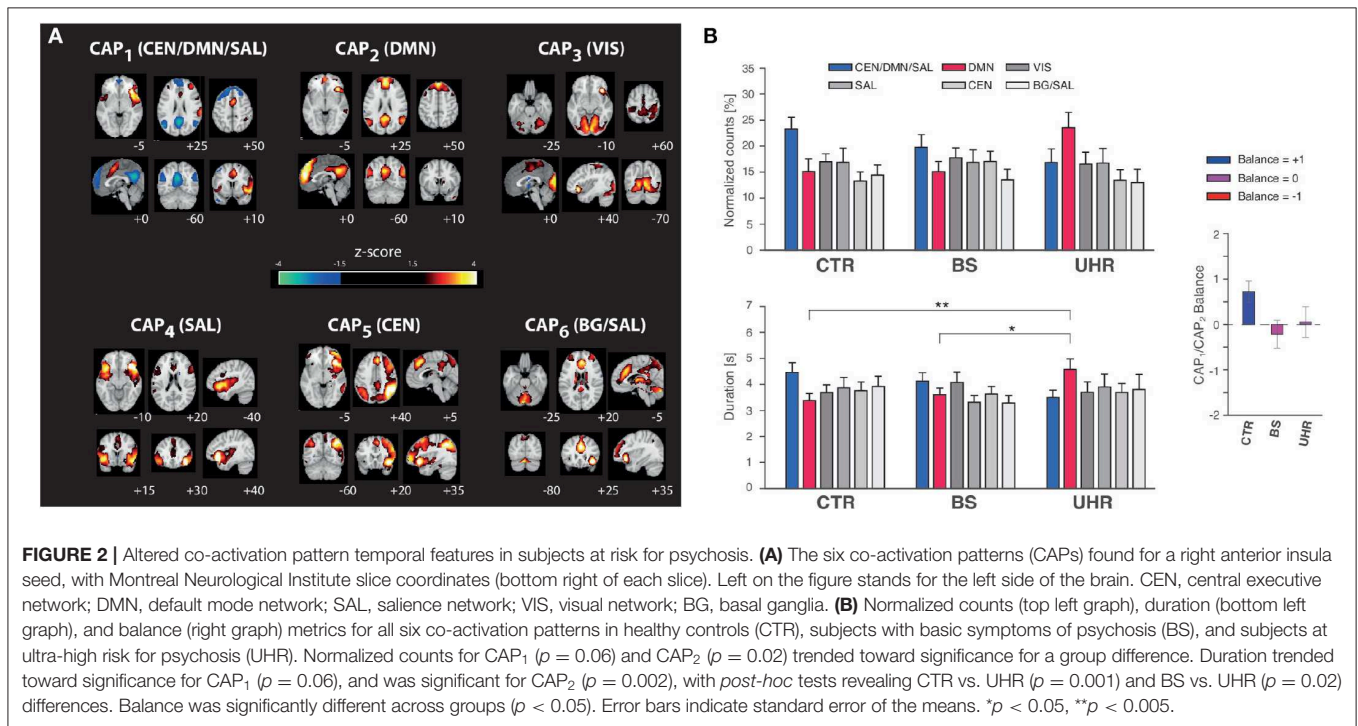 A
CAP1 (CEN/DMN/SAL) CAP2 (DMN) CAP3 (VIS)
-5 +25 +50 -5 +25 +50 -25 -10 +60
+0 -60 +10 +0 -60 +10 +0 +40 -70
z-score
-4 -1.5 1.5 4
CAP4 (SAL) CAP5 (CEN) CAP6 (BG/SAL)
-10 +20 -40 -5 +40 +5 -25 +20 -5
+15 +30 +40 -60 +20 +35 -80 +25 +35
B
CEN/DMN/SAL DMN VIS
SAL CEN BG/SAL
Normalized counts [%]
35
30
25
20
15
10
5
0
CTR BS UHR
Duration [s]
7
6
5
4
3
2
1
0
**
*
CTR BS UHR
Balance = +1
Balance = 0
Balance = -1
CAP1/CAP2 Balance
2
1
0
-1
-2
CTR BS UHR
FIGURE 2 | Altered co-activation pattern temporal features in subjects at risk for psychosis. (A) The six co-activation patterns (CAPs) found for a right anterior insula
seed, with Montreal Neurological Institute slice coordinates (bottom right of each slice). Left on the figure stands for the left side of the brain. CEN, central executive
network; DMN, default mode network; SAL, salience network; VIS, visual network; BG, basal ganglia. (B) Normalized counts (top left graph), duration (bottom left
graph), and balance (right graph) metrics for all six co-activation patterns in healthy controls (CTR), subjects with basic symptoms of psychosis (BS), and subjects at
ultra-high risk for psychosis (UHR). Normalized counts for CAP1 (p = 0.06) and CAP2 (p = 0.02) trended toward significance for a group difference. Duration trended
toward significance for CAP1 (p = 0.06), and was significant for CAP2 (p = 0.002), with post-hoc tests revealing CTR vs. UHR (p = 0.001) and BS vs. UHR (p = 0.02)
differences. Balance was significantly different across groups (p < 0.05). Error bars indicate standard error of the means. *p < 0.05, **p < 0.005.